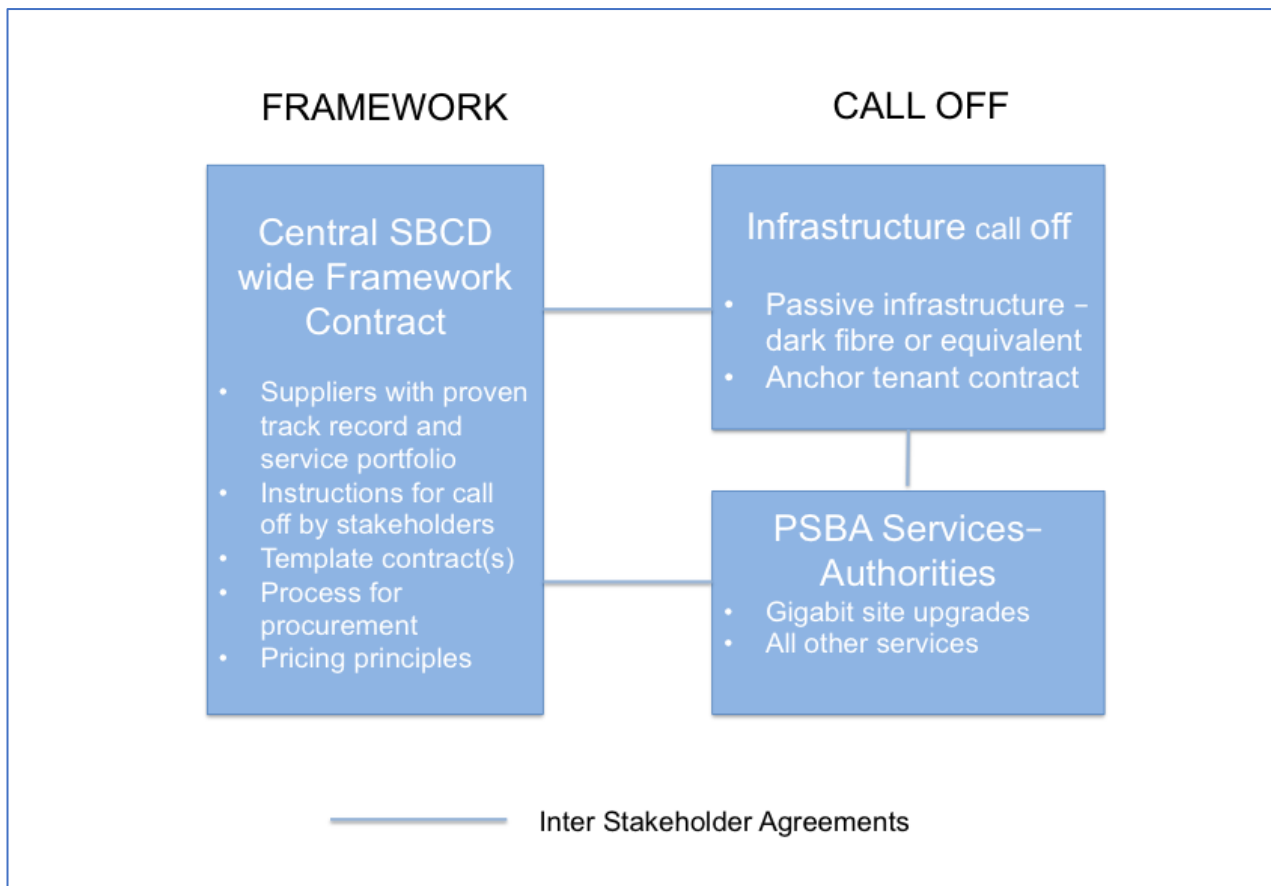 FRAMEWORK
CALL OFF
Central SBCD
wide Framework
Contract
• Suppliers with proven
track record and
service portfolio
• Instructions for call
off by stakeholders
• Template contract(s)
• Process for
procurement
• Pricing principles
Infrastructure call off
• Passive infrastructure –
dark fibre or equivalent
• Anchor tenant contract
PSBA Services–
Authorities
• Gigabit site upgrades
• All other services
Inter Stakeholder Agreements